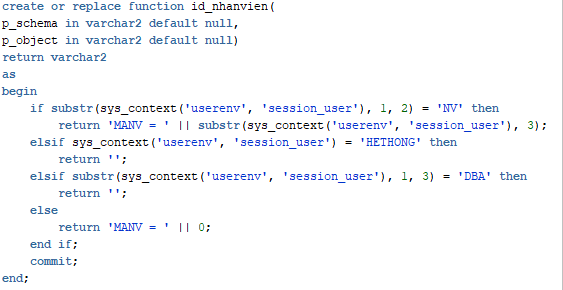 create or replace function id_nhanvien(
p_schema in varchar2 default null,
p_object in varchar2 default null)
return varchar2
as
begin
    if substr(sys_context('userenv', 'session_user'), 1, 2) = 'NV' then
        return 'MANV = ' || substr(sys_context('userenv', 'session_user'), 3);
    elsif sys_context('userenv', 'session_user') = 'HETHONG' then
        return '';
    elsif substr(sys_context('userenv', 'session_user'), 1, 3) = 'DBA' then
        return '';
    else
        return 'MANV = ' || 0;
    end if;
    commit;
end;